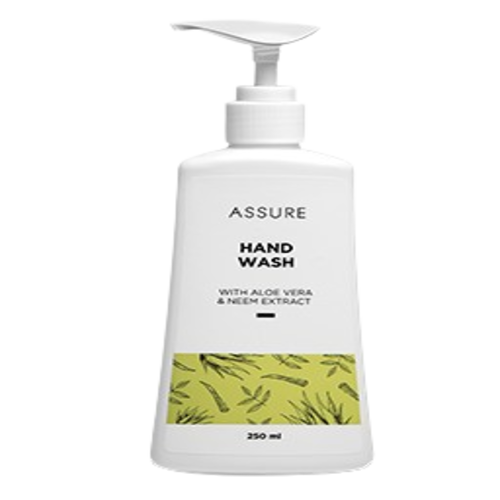 ASSURE
HAND
WASH
WITH ALOE VERA
& NEEM EXTRACT
250 ml